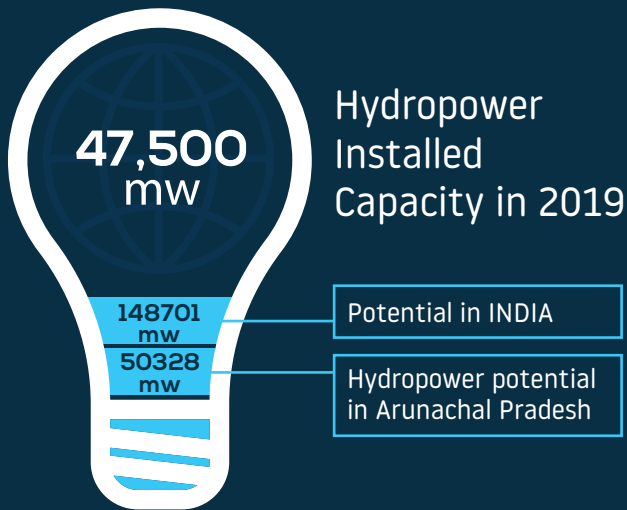 47,500
mw
Hydropower
Installed
Capacity in 2019
148701
mw
Potential in INDIA
50328
mw
Hydropower potential
in Arunachal Pradesh